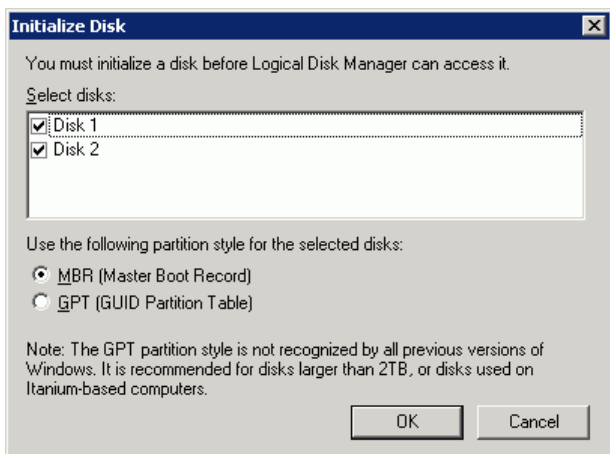 Initialize Disk
You must initialize a disk before Logical Disk Manager can access it.
Select disks:
Disk 1
Disk 2
Use the following partition style for the selected disks:
MBR (Master Boot Record)
GPT (GUID Partition Table)
Note: The GPT partition style is not recognized by all previous versions of
Windows. It is recommended for disks larger than 2TB, or disks used on
Itanium-based computers.
OK Cancel